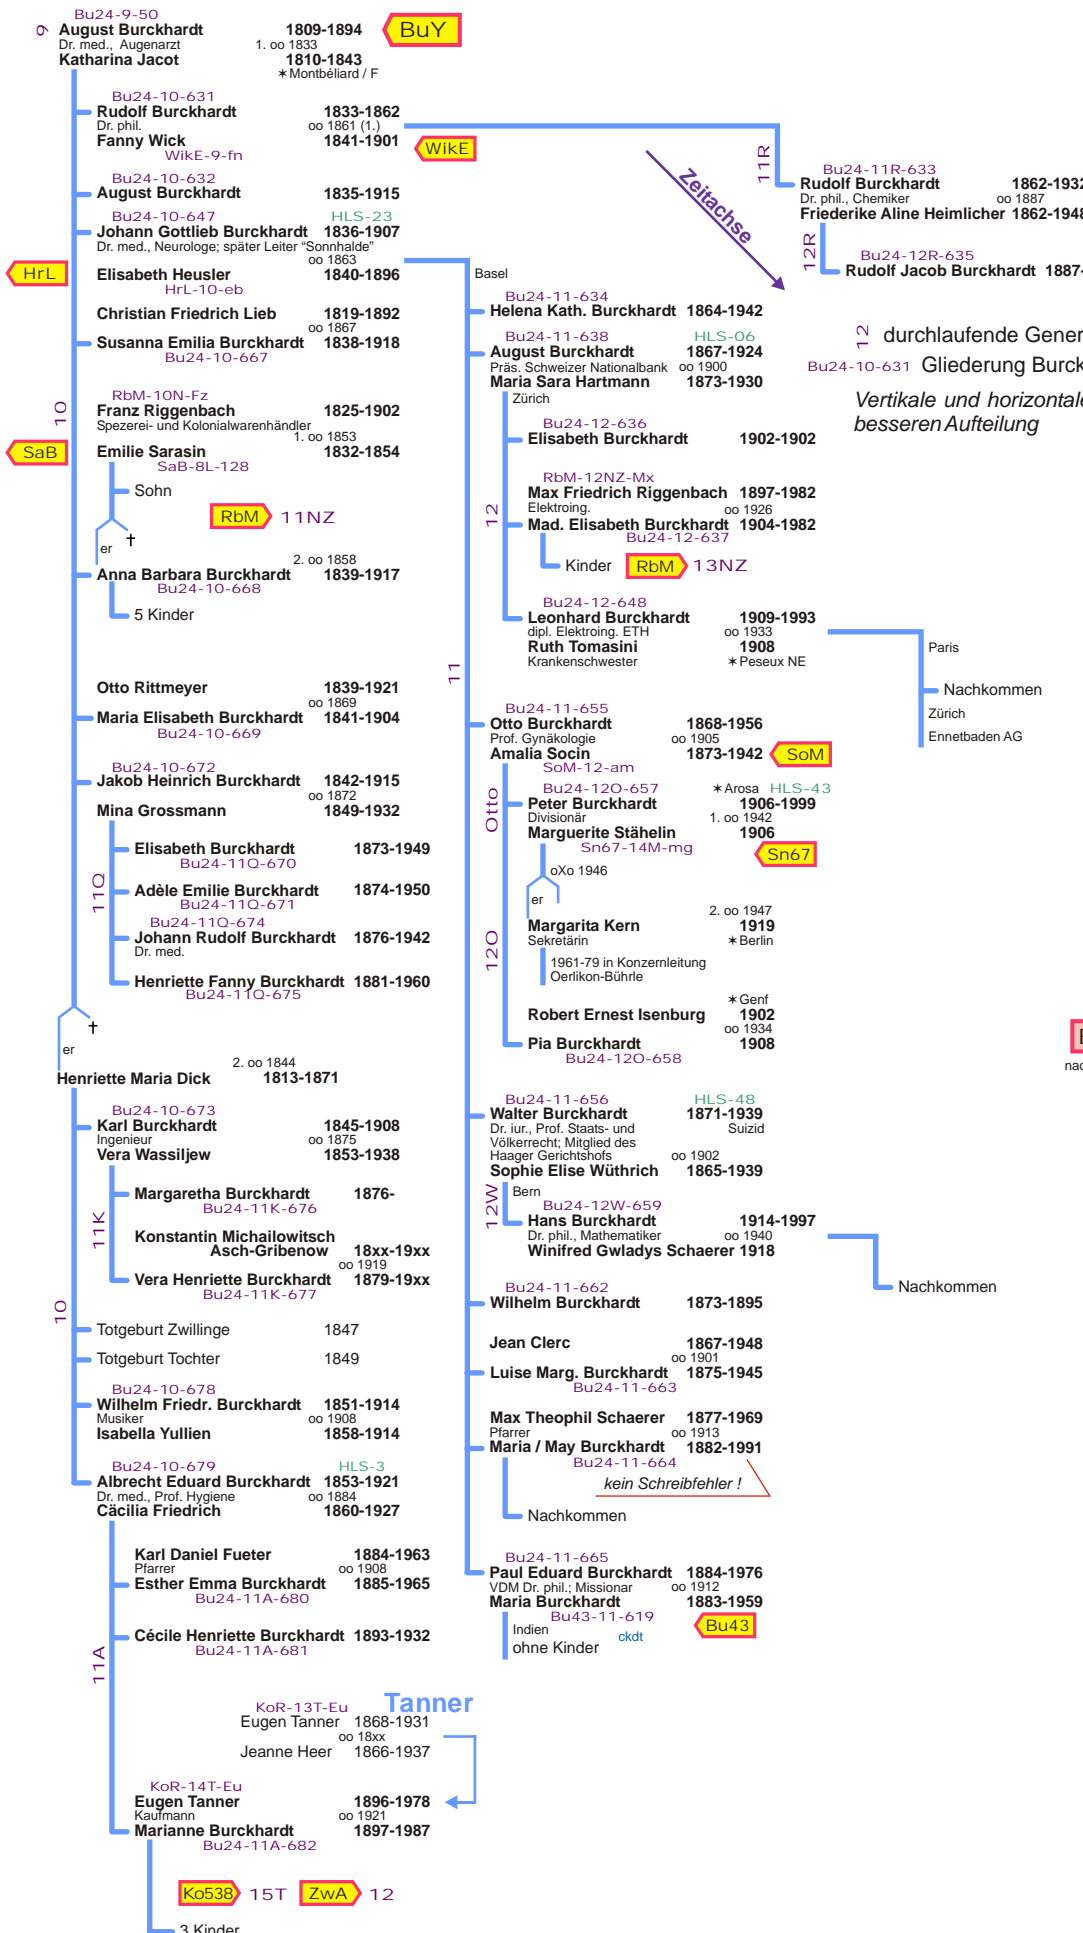 Bu24-9-50
9
August Burckhardt 1809-1894
BuY
Dr. med., Augenarzt 1. oo 1833
Katharina Jacot 1810-1843
✶Montbéliard / F
Bu24-10-631
Rudolf Burckhardt 1833-1862
Dr. phil. oo 1861 (1.)
Fanny Wick 1841-1901
WikE
WikE-9-fn
Bu24-10-632
August Burckhardt 1835-1915
Bu24-10-647 HLS-23
Johann Gottlieb Burckhardt 1836-1907
Dr. med., Neurologe; später Leiter “Sonnhalde”
oo 1863
HrL
Elisabeth Heusler 1840-1896
HrL-10-eb
Christian Friedrich Lieb 1819-1892
oo 1867
Susanna Emilia Burckhardt 1838-1918
Bu24-10-667
10
RbM-10N-Fz
Franz Riggenbach 1825-1902
Spezerei- und Kolonialwarenhändler
1. oo 1853
SaB
Emilie Sarasin 1832-1854
SaB-8L-128
Sohn
RbM 11NZ
er ✝
2. oo 1858
Anna Barbara Burckhardt 1839-1917
Bu24-10-668
5 Kinder
Otto Rittmeyer 1839-1921
oo 1869
Maria Elisabeth Burckhardt 1841-1904
Bu24-10-669
Bu24-10-672
Jakob Heinrich Burckhardt 1842-1915
oo 1872
Mina Grossmann 1849-1932
11Q
Elisabeth Burckhardt 1873-1949
Bu24-11Q-670
Adèle Emilie Burckhardt 1874-1950
Bu24-11Q-671
Bu24-11Q-674
Johann Rudolf Burckhardt 1876-1942
Dr. med.
Henriette Fanny Burckhardt 1881-1960
Bu24-11Q-675
✝
er
2. oo 1844
Henriette Maria Dick 1813-1871
Bu24-10-673
Karl Burckhardt 1845-1908
Ingenieur oo 1875
Vera Wassiljew 1853-1938
11K
Margaretha Burckhardt 1876-
Bu24-11K-676
Konstantin Michailowitsch
Asch-Gribenow 18xx-19xx
oo 1919
Vera Henriette Burckhardt 1879-19xx
Bu24-11K-677
10
Totgeburt Zwillinge 1847
Totgeburt Tochter 1849
Bu24-10-678
Wilhelm Friedr. Burckhardt 1851-1914
Musiker oo 1908
Isabella Yullien 1858-1914
Bu24-10-679 HLS-3
Albrecht Eduard Burckhardt 1853-1921
Dr. med., Prof. Hygiene oo 1884
Cäcilia Friedrich 1860-1927
11A
Karl Daniel Fueter 1884-1963
Pfarrer oo 1908
Esther Emma Burckhardt 1885-1965
Bu24-11A-680
Cécile Henriette Burckhardt 1893-1932
Bu24-11A-681
Tanner
KoR-13T-Eu
Eugen Tanner 1868-1931
oo 18xx
Jeanne Heer 1866-1937
KoR-14T-Eu
Eugen Tanner 1896-1978
Kaufmann oo 1921
Marianne Burckhardt 1897-1987
Bu24-11A-682
Ko538 15T ZwA 12
3 Kinder
11
Basel
Bu24-11-634
Helena Kath. Burckhardt 1864-1942
Bu24-11-638 HLS-06
August Burckhardt 1867-1924
Präs. Schweizer Nationalbank oo 1900
Maria Sara Hartmann 1873-1930
Zürich
12
Bu24-12-636
Elisabeth Burckhardt 1902-1902
RbM-12NZ-Mx
Max Friedrich Riggenbach 1897-1982
Elektroing. oo 1926
Mad. Elisabeth Burckhardt 1904-1982
Bu24-12-637
Kinder RbM 13NZ
Bu24-12-648
Leonhard Burckhardt 1909-1993
dipl. Elektroing. ETH oo 1933
Ruth Tomasini 1908
Krankenschwester ✶Peseux NE
Paris
Nachkommen
Zürich
Ennetbaden AG
Bu24-11-655
Otto Burckhardt 1868-1956
Prof. Gynäkologie oo 1905
Amalia Socin 1873-1942
SoM
SoM-12-am
Otto
12O
Bu24-12O-657 ✶Arosa HLS-43
Peter Burckhardt 1906-1999
Divisionär 1. oo 1942
Marguerite Stähelin 1906
Sn67-14M-mg
Sn67
oXo 1946
er
2. oo 1947
Margarita Kern 1919
Sekretärin ✶Berlin
1961-79 in Konzernleitung
Oerlikon-Bührle
✶Genf
Robert Ernest Isenburg 1902
oo 1934
Pia Burckhardt 1908
Bu24-12O-658
Bu24-11-656 HLS-48
Walter Burckhardt 1871-1939
Dr. iur., Prof. Staats- und Suizid
Völkerrecht; Mitglied des
Haager Gerichtshofs oo 1902
Sophie Elise Wüthrich 1865-1939
12W
Bern
Bu24-12W-659
Hans Burckhardt 1914-1997
Dr. phil., Mathematiker oo 1940
Winifred Gwladys Schaerer 1918
Nachkommen
Bu24-11-662
Wilhelm Burckhardt 1873-1895
Jean Clerc 1867-1948
oo 1901
Luise Marg. Burckhardt 1875-1945
Bu24-11-663
Max Theophil Schaerer 1877-1969
Pfarrer oo 1913
Maria / May Burckhardt 1882-1991
Bu24-11-664
kein Schreibfehler !
Nachkommen
Bu24-11-665
Paul Eduard Burckhardt 1884-1976
VDM Dr. phil.; Missionar oo 1912
Maria Burckhardt 1883-1959
Bu43-11-619
Bu43
Indien
ckdt
ohne Kinder
Zeitachse
11R
Bu24-11R-633
Rudolf Burckhardt 1862-1932
Dr. phil., Chemiker oo 1887
Friederike Aline Heimlicher 1862-1948
12R
Bu24-12R-635
Rudolf Jacob Burckhardt 1887-
12 durchlaufende Gener
Bu24-10-631 Gliederung Burck
Vertikale und horizontale
besseren Aufteilung
nac